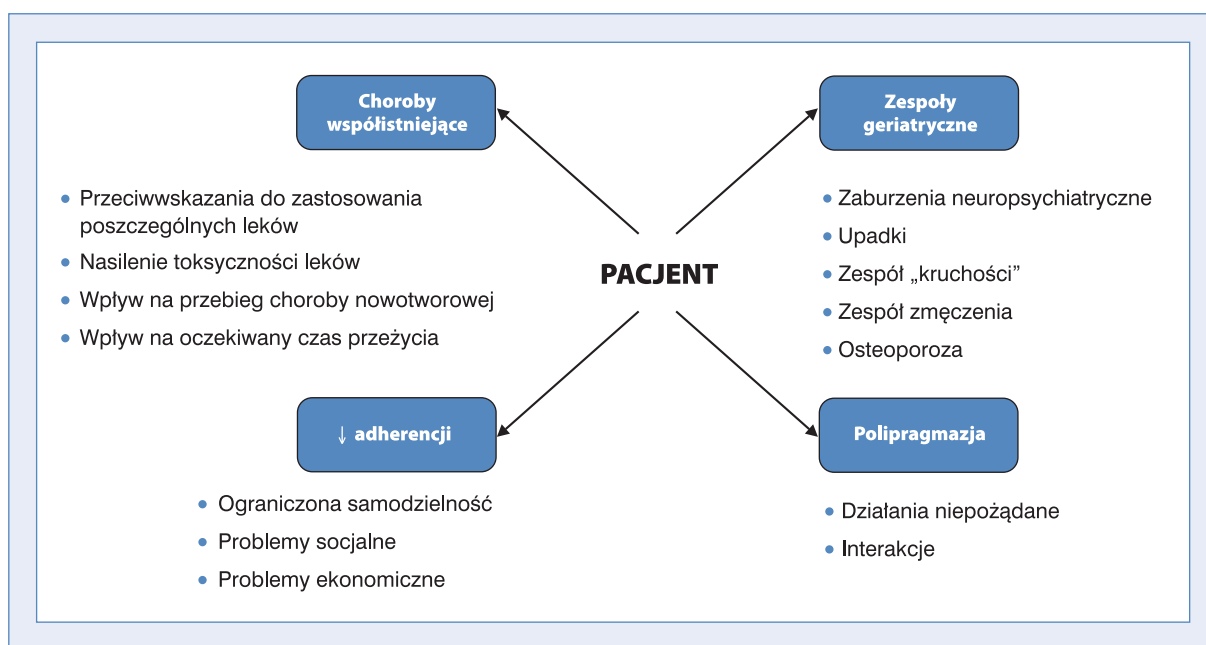 Choroby
współistniejące
• Przeciwwskazania do zastosowania
poszczególnych leków
• Nasilenie toksyczności leków
• Wpływ na przebieg choroby nowotworowej
• Wpływ na oczekiwany czas przeżycia
Zespoły
geriatryczne
• Zaburzenia neuropsychiatryczne
• Upadki
• Zespół „kruchości”
• Zespół zmęczenia
• Osteoporoza
PACJENT
↓ adherencji
• Ograniczona samodzielność
• Problemy socjalne
• Problemy ekonomiczne
Polipragmazja
• Działania niepożądane
• Interakcje